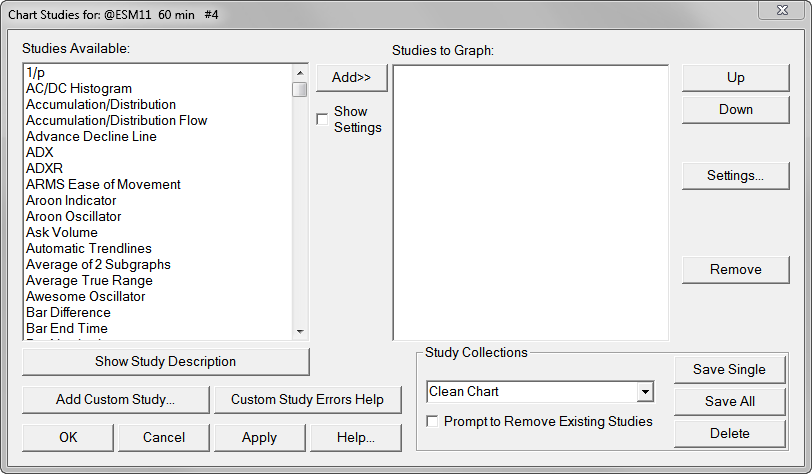 Chart Studies for: @ESM11 60 min #4
Studies Available:
1/p
AC/DC Histogram
Accumulation/Distribution
Accumulation/Distribution Flow
Advance Decline Line
ADX
ADXR
ARMS Ease of Movement
Aroon Indicator
Aroon Oscillator
Ask Volume
Automatic Trendlines
Average of 2 Subgraphs
Average True Range
Awesome Oscillator
Bar Difference
Bar End Time
Add>>
Show
Settings
Studies to Graph:
Up
Down
Settings...
Remove
Show Study Description
Add Custom Study...
Custom Study Errors Help
OK
Cancel
Apply
Help...
Study Collections
Clean Chart
Prompt to Remove Existing Studies
Save Single
Save All
Delete